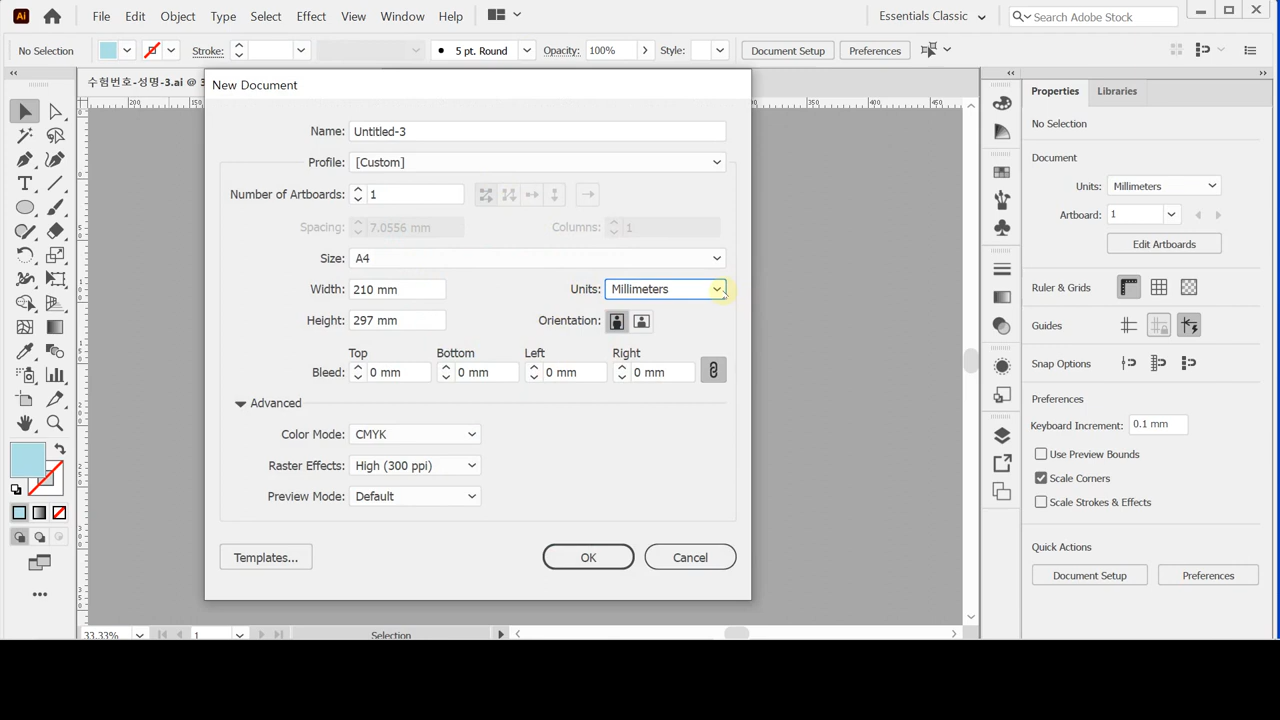 Ai File Edit Object Type Select Effect View Window Help Essentials Classic Search Adobe Stock
No Selection Stroke: 5 pt. Round Opacity: 100% Style: Document Setup Preferences
수험번호-성명-3.ai @ 3
200 150 350 400 450
New Document
Name: Untitled-3
Profile: [Custom]
Number of Artboards: 1
Spacing: 7.0556 mm Columns: 1
Size: A4
Width: 210 mm Units: Millimeters
Height: 297 mm Orientation:
Top Bottom Left Right
Bleed: 0 mm 0 mm 0 mm 0 mm
Advanced
Color Mode: CMYK
Raster Effects: High (300 ppi)
Preview Mode: Default
Templates... OK Cancel
Properties Libraries
No Selection
Document
Units: Millimeters
Artboard: 1
Edit Artboards
Ruler & Grids
Guides
Snap Options
Preferences
Keyboard Increment: 0.1 mm
Use Preview Bounds
Scale Corners
Scale Strokes & Effects
Quick Actions
Document Setup Preferences
33.33% 1 Selection